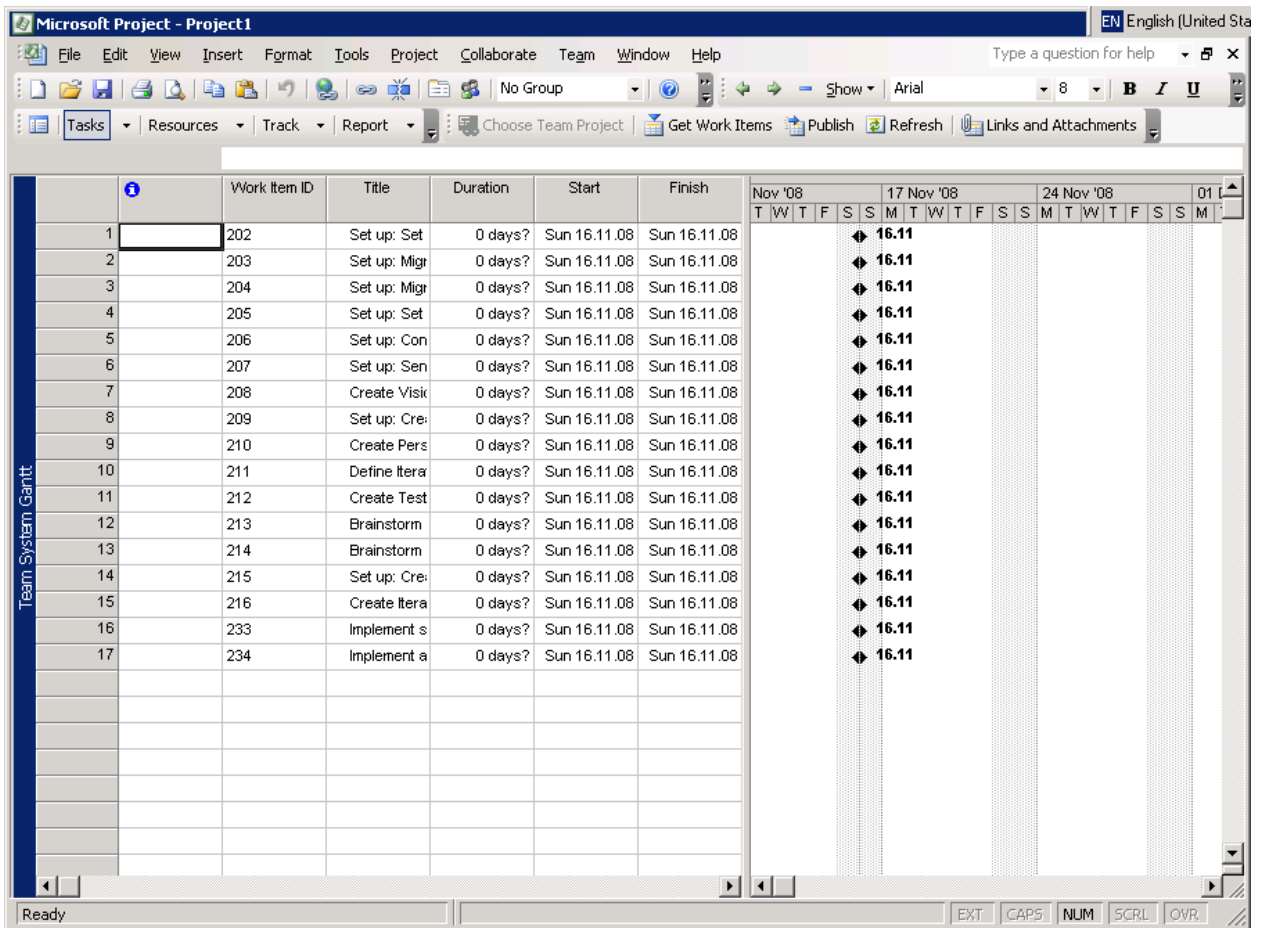 Microsoft Project - Project1
EN English (United Sta
File Edit View Insert Format Tools Project Collaborate Team Window Help Type a question for help
No Group Show Arial 8 B I U
Tasks Resources Track Report Choose Team Project Get Work Items Publish Refresh Links and Attachments
Work Item ID Title Duration Start Finish
Nov '08 17 Nov '08 24 Nov '08 01
T W T F S S M T W T F S S M T W T F S S M
1 202 Set up: Set 0 days? Sun 16.11.08 Sun 16.11.08 16.11
2 203 Set up: Migr 0 days? Sun 16.11.08 Sun 16.11.08 16.11
3 204 Set up: Migr 0 days? Sun 16.11.08 Sun 16.11.08 16.11
4 205 Set up: Set 0 days? Sun 16.11.08 Sun 16.11.08 16.11
5 206 Set up: Con 0 days? Sun 16.11.08 Sun 16.11.08 16.11
6 207 Set up: Sen 0 days? Sun 16.11.08 Sun 16.11.08 16.11
7 208 Create Visi 0 days? Sun 16.11.08 Sun 16.11.08 16.11
8 209 Set up: Cre 0 days? Sun 16.11.08 Sun 16.11.08 16.11
9 210 Create Pers 0 days? Sun 16.11.08 Sun 16.11.08 16.11
10 211 Define Itera 0 days? Sun 16.11.08 Sun 16.11.08 16.11
11 212 Create Test 0 days? Sun 16.11.08 Sun 16.11.08 16.11
12 213 Brainstorm 0 days? Sun 16.11.08 Sun 16.11.08 16.11
13 214 Brainstorm 0 days? Sun 16.11.08 Sun 16.11.08 16.11
14 215 Set up: Cre 0 days? Sun 16.11.08 Sun 16.11.08 16.11
15 216 Create Itera 0 days? Sun 16.11.08 Sun 16.11.08 16.11
16 233 Implement s 0 days? Sun 16.11.08 Sun 16.11.08 16.11
17 234 Implement a 0 days? Sun 16.11.08 Sun 16.11.08 16.11
Team System Gantt
Ready EXT CAPS NUM SCRL OVR